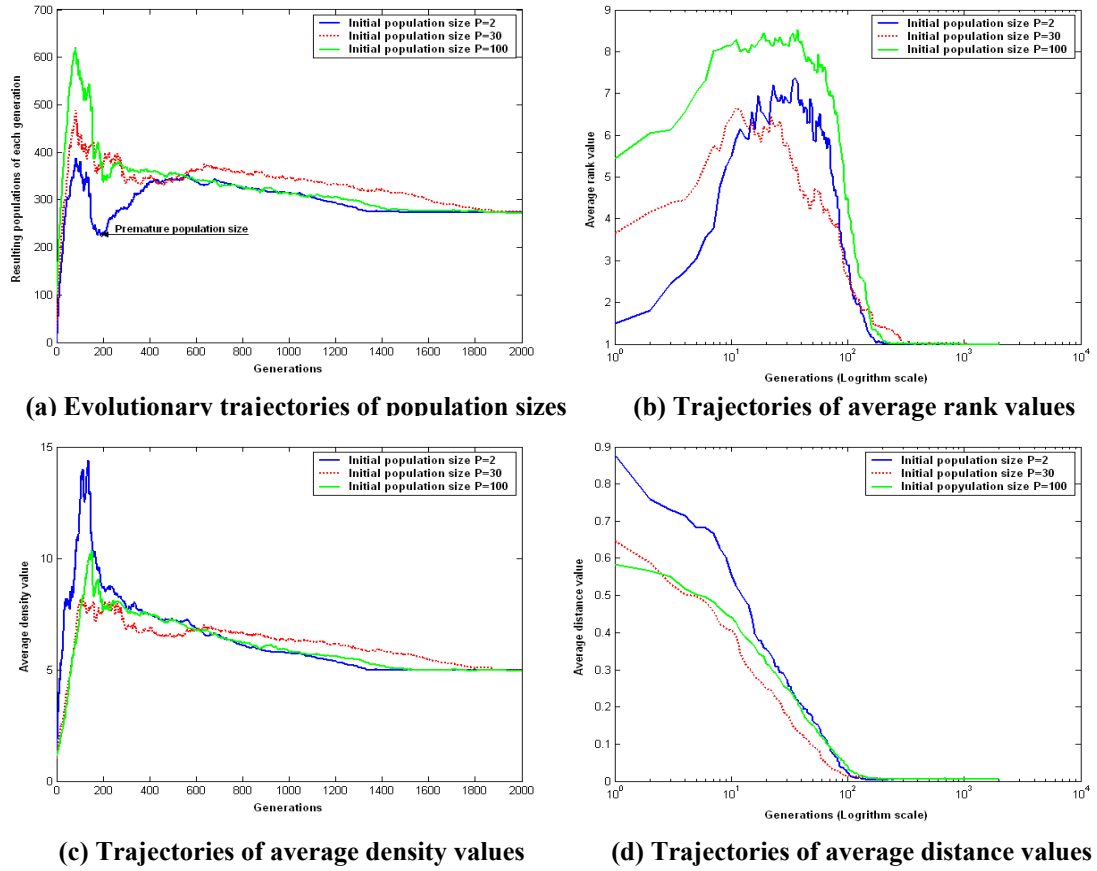 700
600
500
400
300
200
100
0
0 200 400 600 800 1000 1200 1400 1600 1800 2000
Resulting populations of each generation
Generations
Initial population size P=2
Initial population size P=30
Initial population size P=100
Premature population size
(a) Evolutionary trajectories of population sizes
9
8
7
6
5
4
3
2
1
10^0 10^1 10^2 10^3 10^4
Average rank value
Generations (Logrithm scale)
Initial population size P=2
Initial population size P=30
Initial population size P=100
(b) Trajectories of average rank values
15
10
5
0
0 200 400 600 800 1000 1200 1400 1600 1800 2000
Average density value
Generations
Initial population size P=2
Initial population size P=30
Initial population size P=100
(c) Trajectories of average density values
0.9
0.8
0.7
0.6
0.5
0.4
0.3
0.2
0.1
0
10^0 10^1 10^2 10^3 10^4
Average distance value
Generations (Logrithm scale)
Initial population size P=2
Initial population size P=30
Initial popyulation size P=100
(d) Trajectories of average distance values